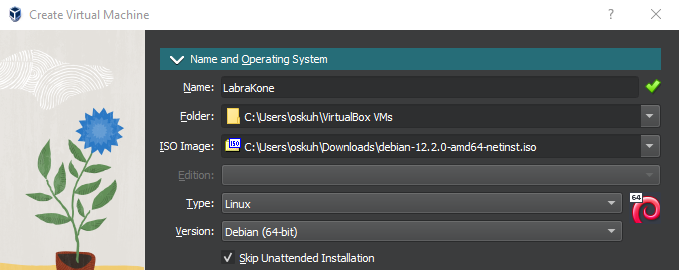 Create Virtual Machine
Name and Operating System
Name: LabraKone
Folder: C:\Users\oskuh\VirtualBox VMs
ISO Image: ISO C:\Users\oskuh\Downloads\debian-12.2.0-amd64-netinst.iso
Edition:
Type: Linux
64
Version: Debian (64-bit)
Skip Unattended Installation